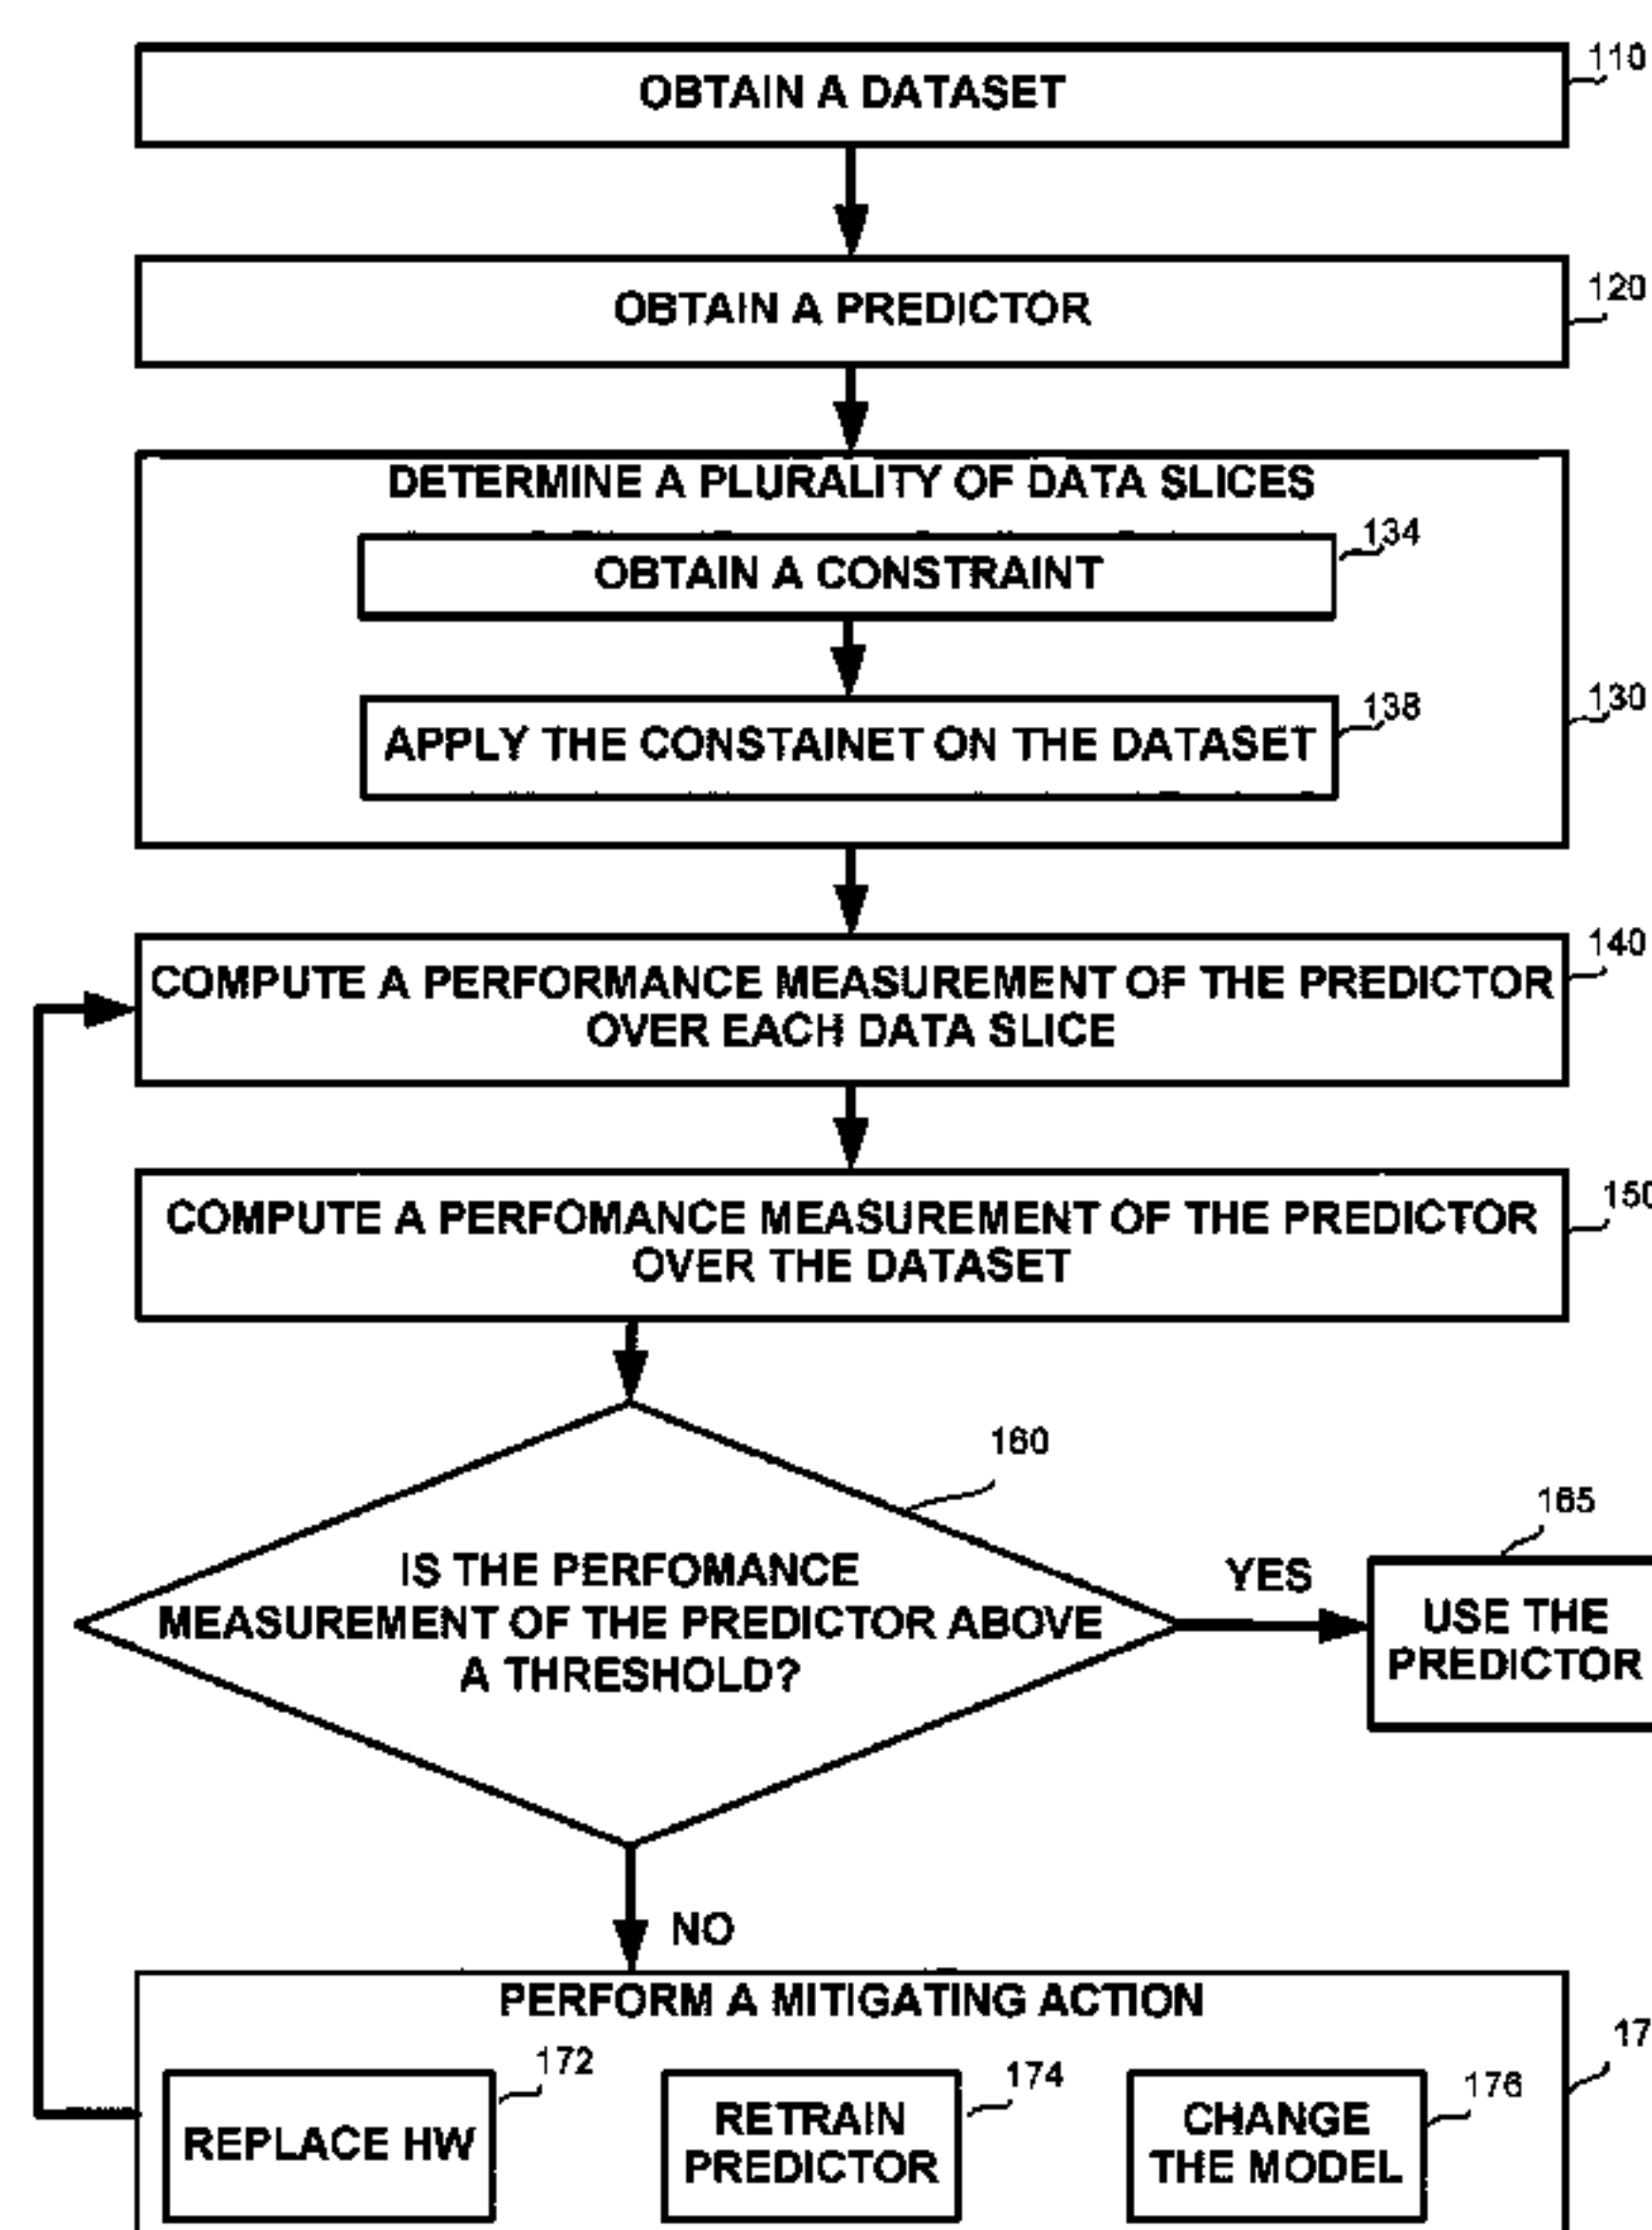 110
OBTAIN A DATASET
120
OBTAIN A PREDICTOR
DETERMINE A PLURALITY OF DATA SLICES
134
OBTAIN A CONSTRAINT
138
APPLY THE CONSTAINET ON THE DATASET
130
140
COMPUTE A PERFORMANCE MEASUREMENT OF THE PREDICTOR
OVER EACH DATA SLICE
150
COMPUTE A PERFOMANCE MEASUREMENT OF THE PREDICTOR
OVER THE DATASET
160
IS THE PERFOMANCE
MEASUREMENT OF THE PREDICTOR ABOVE
A THRESHOLD?
YES
165
USE THE
PREDICTOR
NO
PERFORM A MITIGATING ACTION
172
REPLACE HW
174
RETRAIN
PREDICTOR
176
CHANGE
THE MODEL